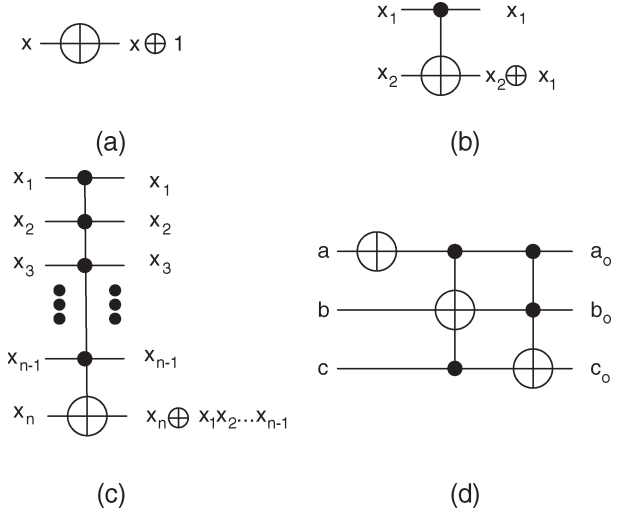 x x ⊕ 1
(a)
x₁ x₁
x₂ x₂ ⊕ x₁
(b)
x₁ x₁
x₂ x₂
x₃ x₃
xₙ₋₁ xₙ₋₁
xₙ xₙ ⊕ x₁x₂...xₙ₋₁
(c)
a aₒ
b bₒ
c cₒ
(d)